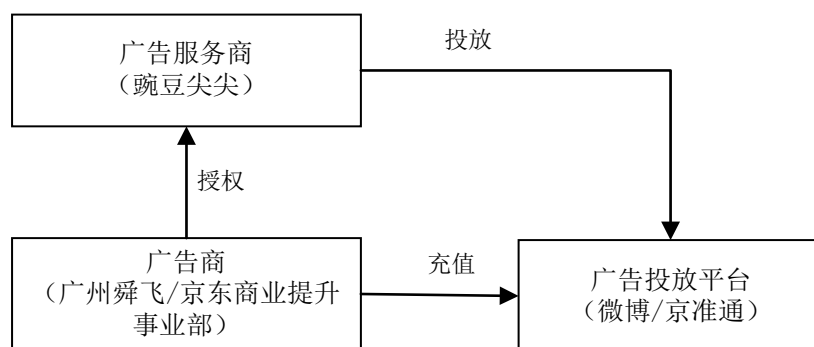 广告服务商
（豌豆尖尖）
投放
授权
广告商
（广州舜飞/京东商业提升
事业部）
充值
广告投放平台
（微博/京准通）